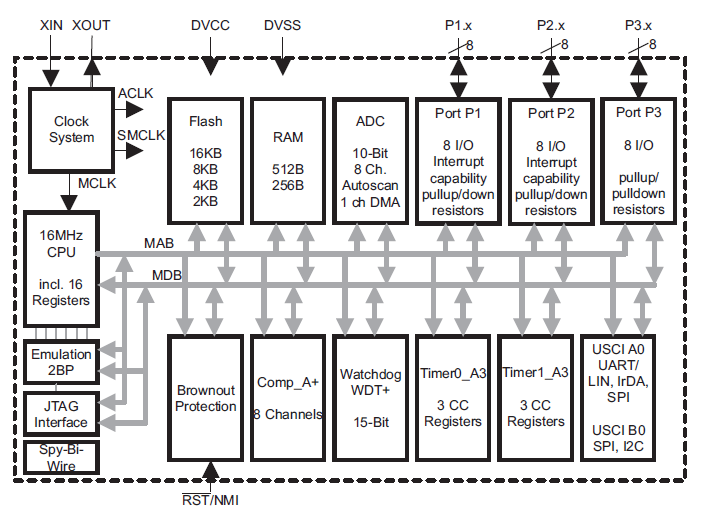 XIN XOUT DVCC DVSS P1.x P2.x P3.x
8 8 8
ACLK
SMCLK
MCLK
Clock
System
Flash
16KB
8KB
4KB
2KB
RAM
512B
256B
ADC
10-Bit
8 Ch.
Autoscan
1 ch DMA
Port P1
8 I/O
Interrupt
capability
pullup/down
resistors
Port P2
8 I/O
Interrupt
capability
pullup/down
resistors
Port P3
8 I/O
pullup/
pulldown
resistors
16MHz
CPU
incl. 16
Registers
MAB
MDB
Emulation
2BP
JTAG
Interface
Spy-Bi-
Wire
Brownout
Protection
Comp_A+
8 Channels
Watchdog
WDT+
15-Bit
Timer0_A3
3 CC
Registers
Timer1_A3
3 CC
Registers
USCI A0
UART/
LIN, IrDA,
SPI
USCI B0
SPI, I2C
RST/NMI